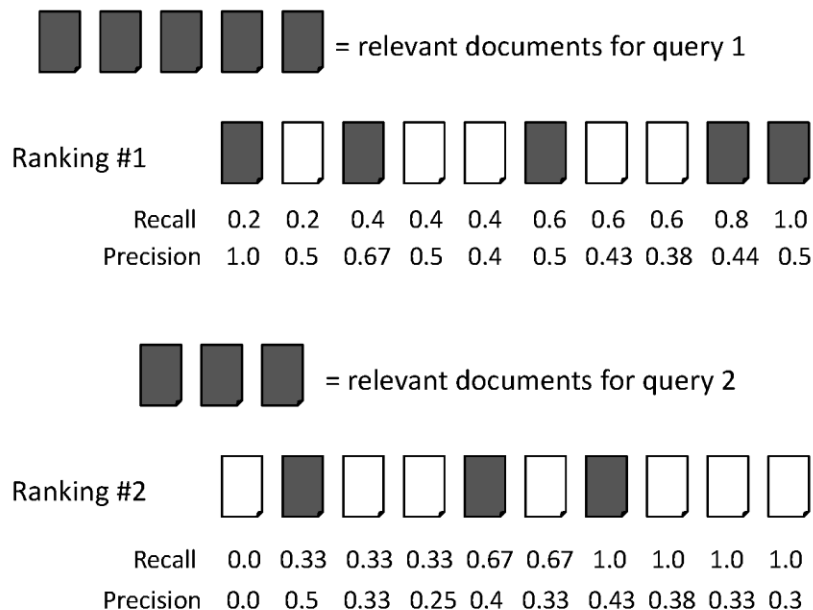 = relevant documents for query 1
Ranking #1
Recall 0.2 0.2 0.4 0.4 0.4 0.6 0.6 0.6 0.8 1.0
Precision 1.0 0.5 0.67 0.5 0.4 0.5 0.43 0.38 0.44 0.5
= relevant documents for query 2
Ranking #2
Recall 0.0 0.33 0.33 0.33 0.67 0.67 1.0 1.0 1.0 1.0
Precision 0.0 0.5 0.33 0.25 0.4 0.33 0.43 0.38 0.33 0.3